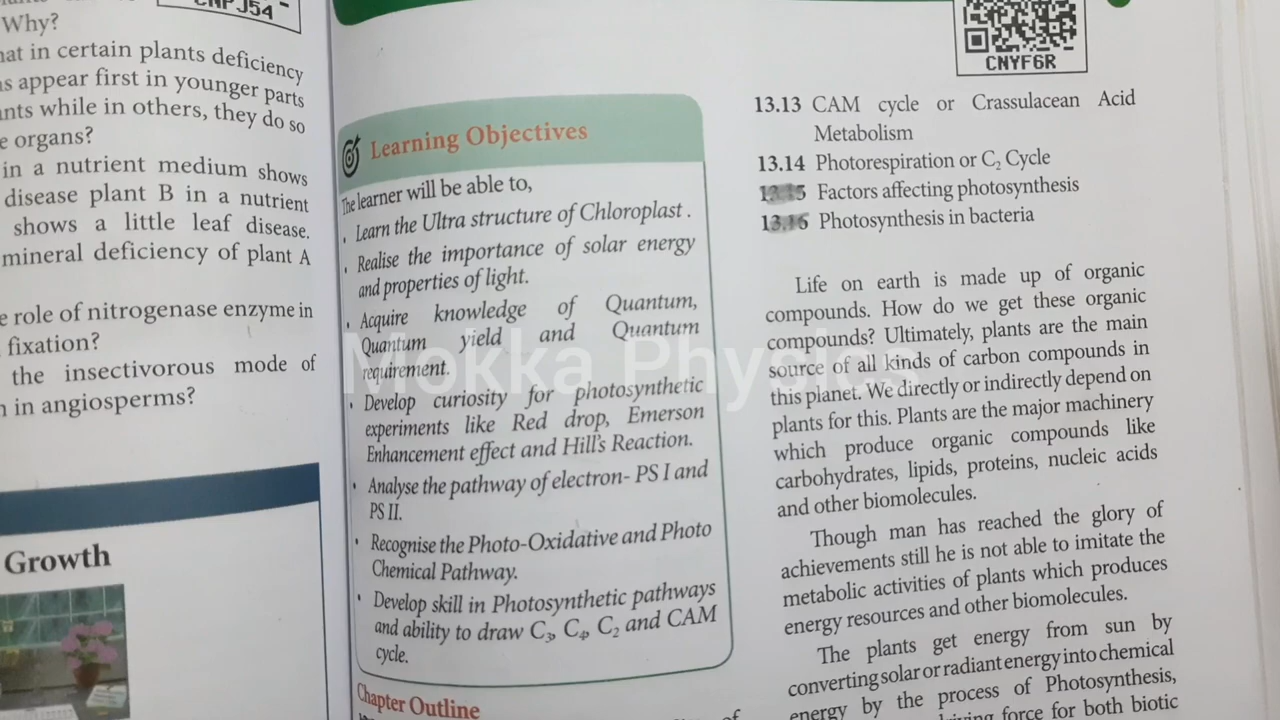 CNPJ54
Why?
in certain plants deficiency
appear first in younger parts
while in others, they do so
organs?
in a nutrient medium shows
disease plant B in a nutrient
shows a little leaf disease.
mineral deficiency of plant A
role of nitrogenase enzyme in
fixation?
the insectivorous mode of
in angiosperms?
Growth
Learning Objectives
The learner will be able to,
• Learn the Ultra structure of Chloroplast .
• Realise the importance of solar energy
and properties of light.
• Acquire knowledge of Quantum,
Quantum yield and Quantum
requirement.
• Develop curiosity for photosynthetic
experiments like Red drop, Emerson
Enhancement effect and Hill's Reaction.
• Analyse the pathway of electron- PS I and
PS II.
• Recognise the Photo-Oxidative and Photo
Chemical Pathway.
• Develop skill in Photosynthetic pathways
and ability to draw C3, C4, C2 and CAM
cycle.
Chapter Outline
of
CNYF6R
13.13 CAM cycle or Crassulacean Acid
Metabolism
13.14 Photorespiration or C2 Cycle
13.15 Factors affecting photosynthesis
13.16 Photosynthesis in bacteria
Life on earth is made up of organic
compounds. How do we get these organic
compounds? Ultimately, plants are the main
source of all kinds of carbon compounds in
this planet. We directly or indirectly depend on
plants for this. Plants are the major machinery
which produce organic compounds like
carbohydrates, lipids, proteins, nucleic acids
and other biomolecules.
Though man has reached the glory of
achievements still he is not able to imitate the
metabolic activities of plants which produces
energy resources and other biomolecules.
The plants get energy from sun by
converting solar or radiant energy into chemical
energy by the process of Photosynthesis,
force for both biotic
Mokka Physics